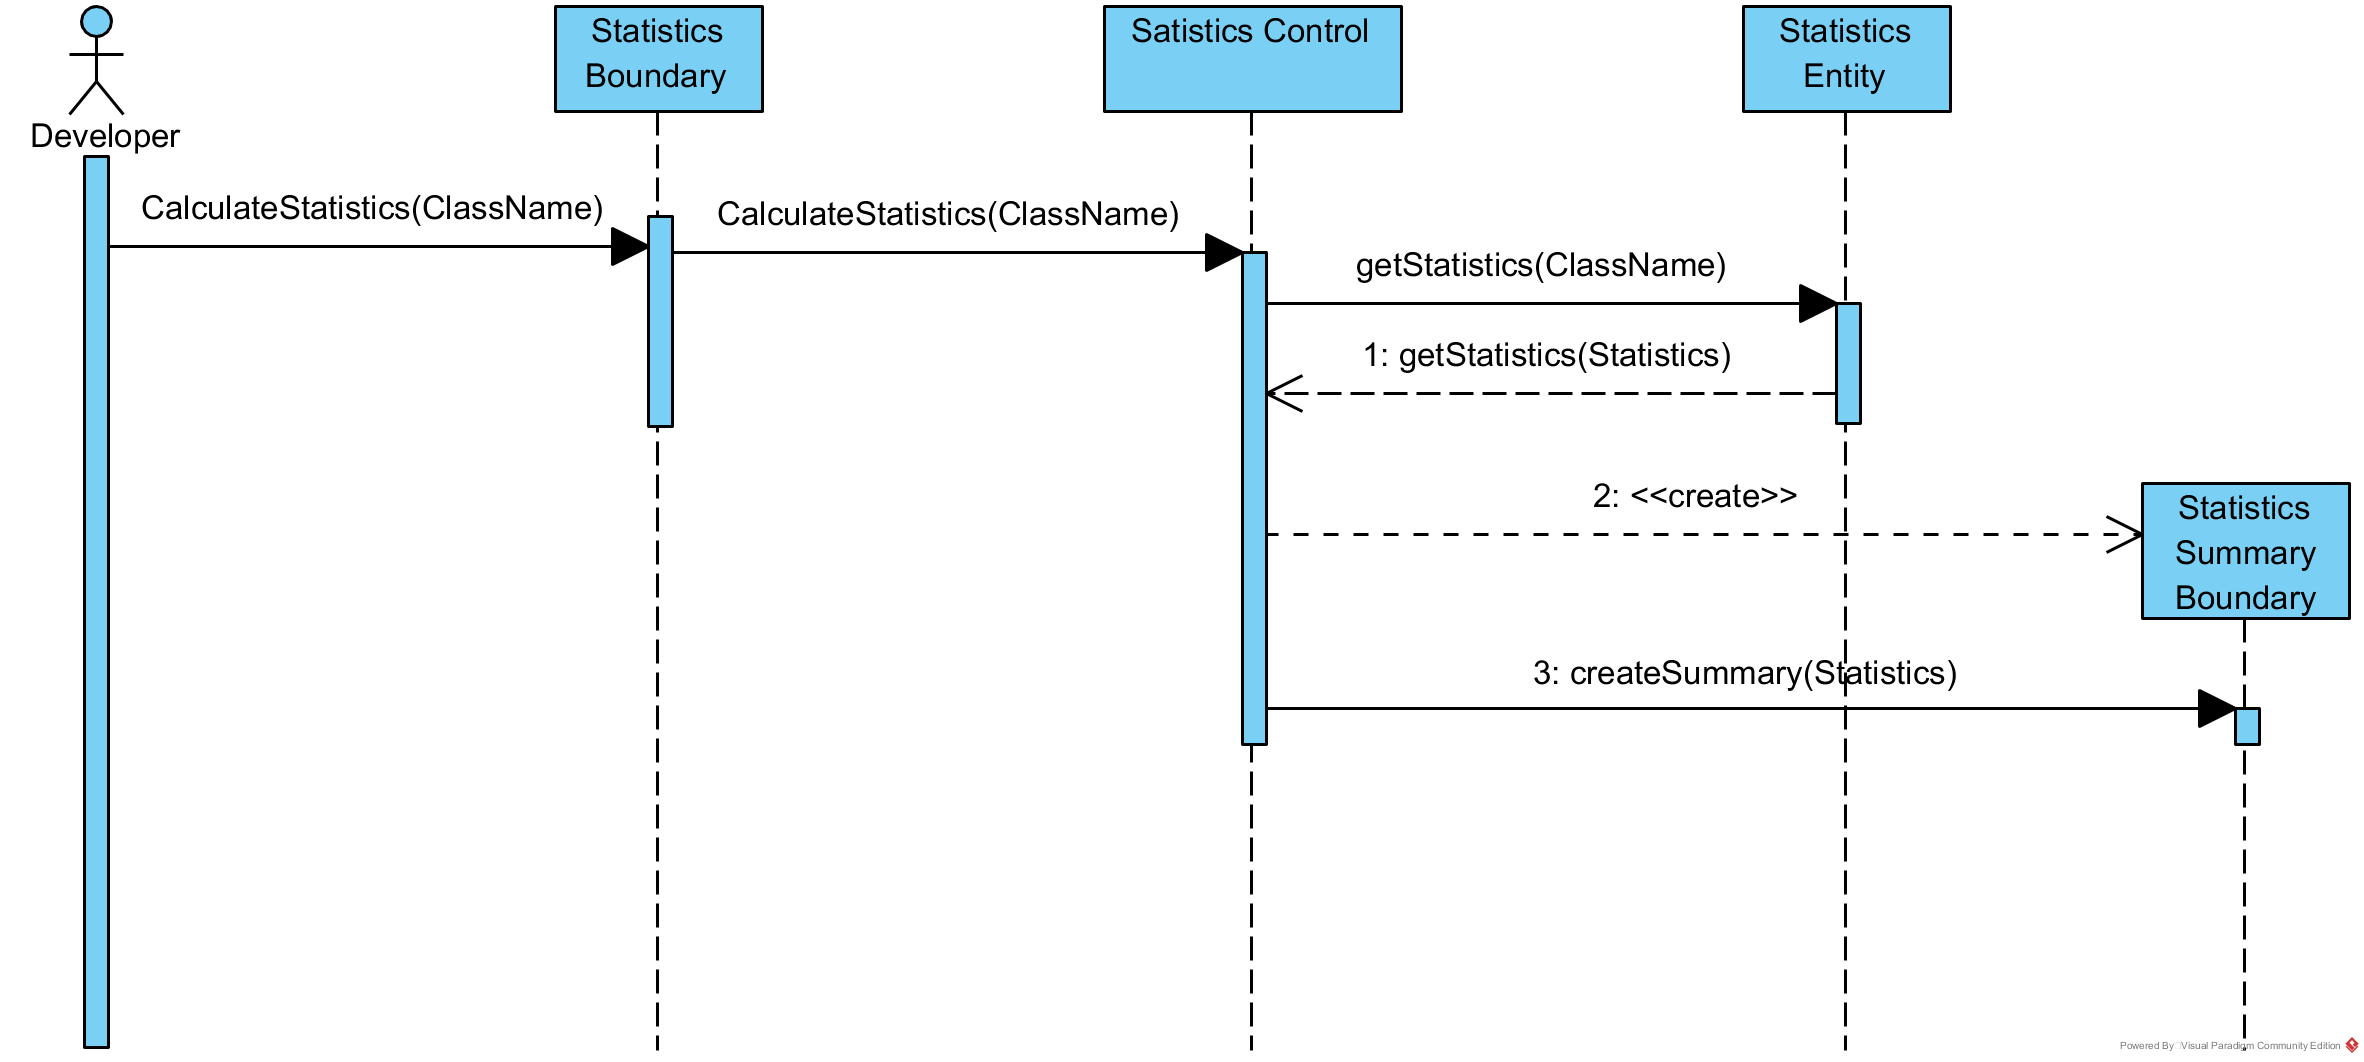 Statistics
Boundary
Satistics Control
Statistics
Entity
Developer
CalculateStatistics(ClassName)
CalculateStatistics(ClassName)
getStatistics(ClassName)
1: getStatistics(Statistics)
2: <<create>>
Statistics
Summary
Boundary
3: createSummary(Statistics)
Powered By Visual Paradigm Community Edition